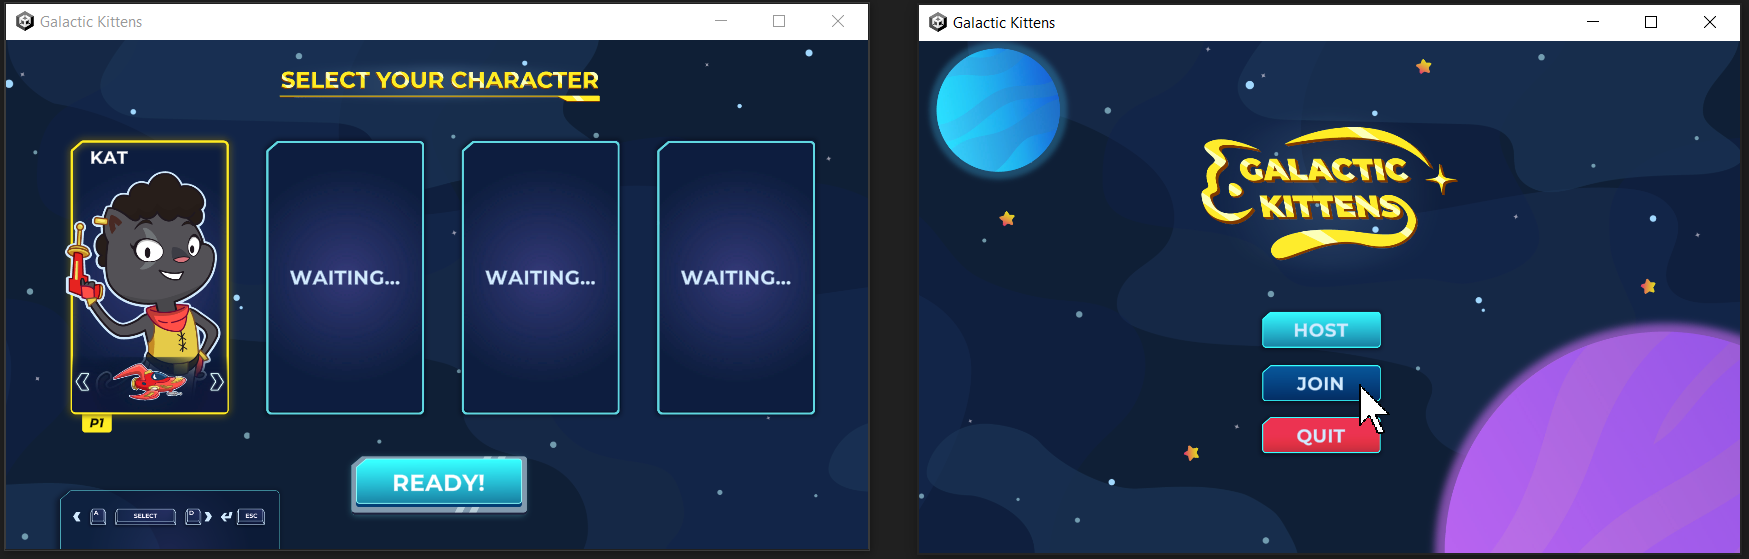 Galactic Kittens
SELECT YOUR CHARACTER
KAT
WAITING...
WAITING...
WAITING...
P1
READY!
A
SELECT
D
ESC
Galactic Kittens
GALACTIC
KITTENS
HOST
JOIN
QUIT